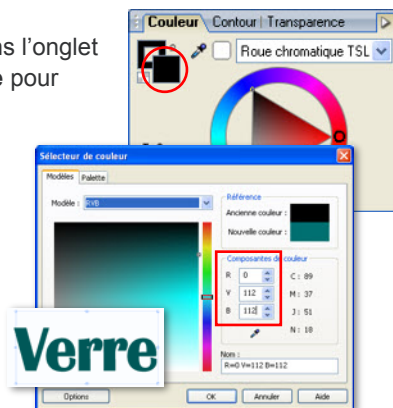 s l'onglet
pour
Couleur Contour Transparence
Roue chromatique TSL
Sélecteur de couleur
Modèles Palette
Modèle : RVB
Référence
Ancienne couleur :
Nouvelle couleur :
Composantes de couleur
R 0 C : 89
V 112 M : 37
B 112 J : 51
N : 18
Nom :
R=0 V=112 B=112
Verre
Options OK Annuler Aide